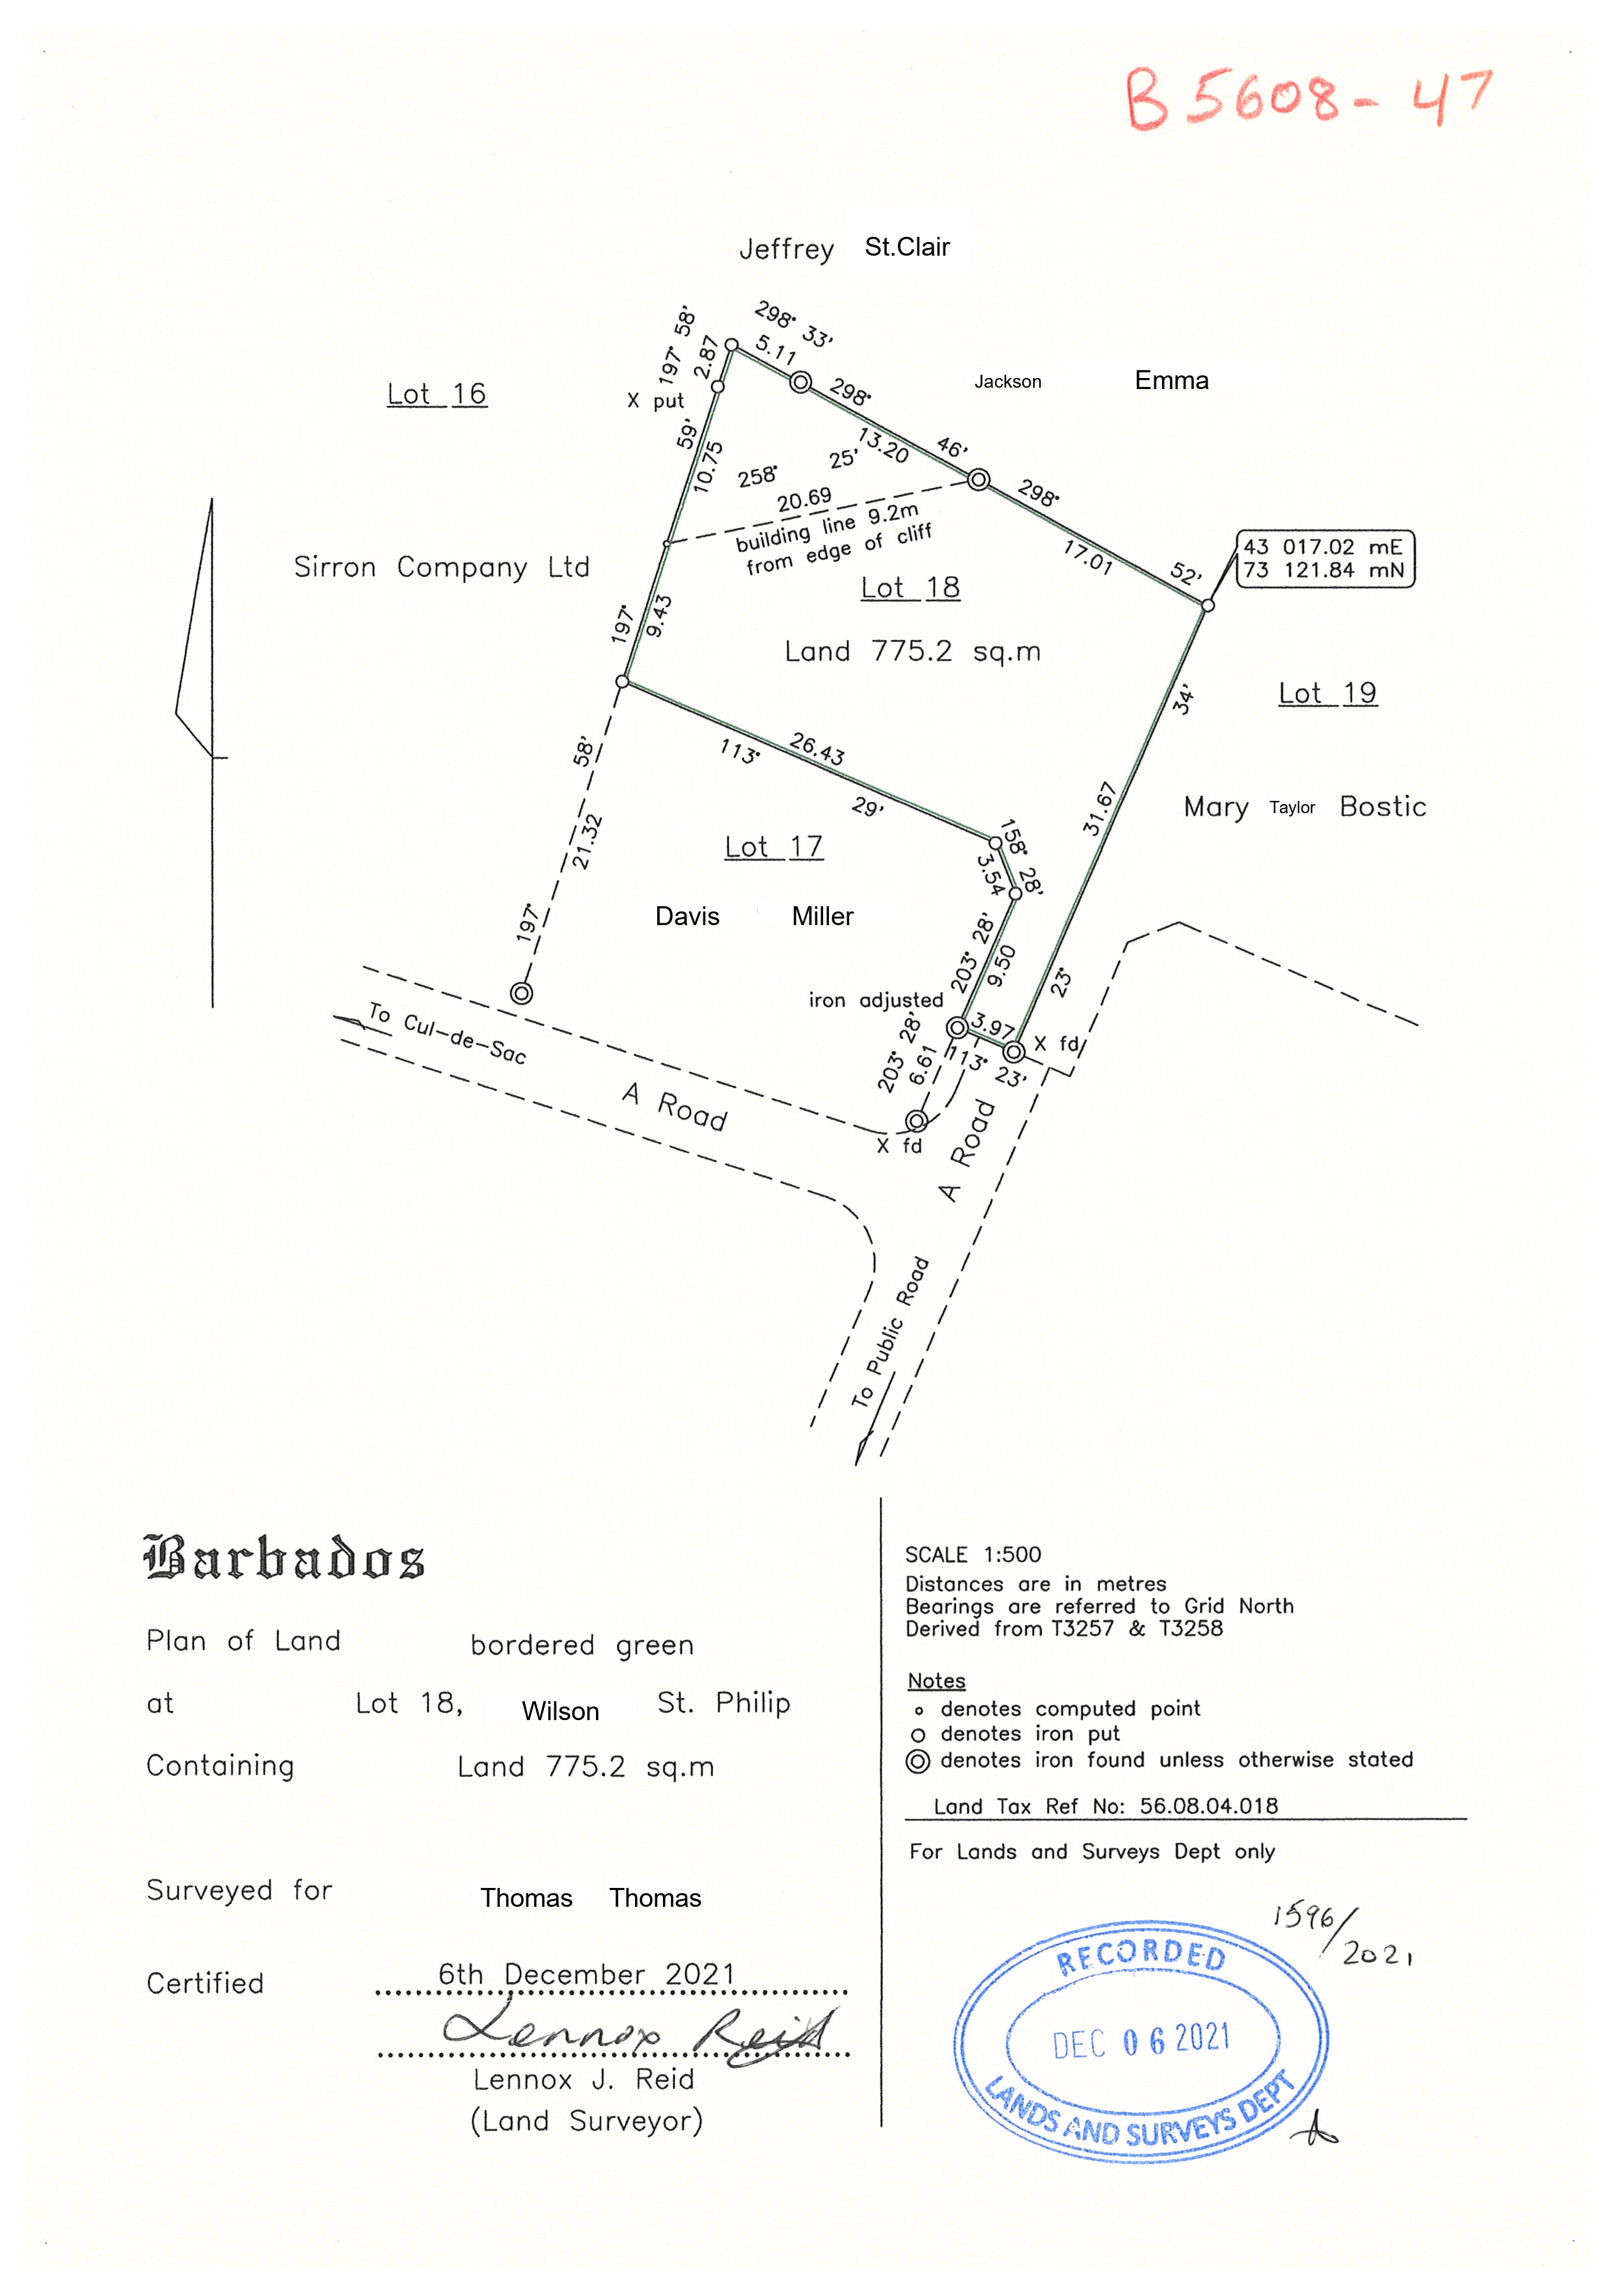 B 5608-47
Jeffrey St.Clair
298° 33'
197° 58'
2.87
5.11
Lot 16
X put
298° 46'
13.20
Jackson Emma
59'
10.75
258° 25'
20.69
building line 9.2m
from edge of cliff
298° 52'
17.01
43 017.02 mE
73 121.84 mN
Sirron Company Ltd
Lot 18
197°
9.43
Land 775.2 sq.m
34'
Lot 19
26.43
113° 29'
58'
31.67
Mary Taylor Bostic
21.32
Lot 17
158° 28'
3.54
Davis Miller
197°
203° 28'
9.50
23°
iron adjusted
3.97
X fd
To Cul-de-Sac
203° 28'
6.61
113° 23'
A Road
X fd
A Road
To Public Road
Barbados
Plan of Land bordered green
at Lot 18, Wilson St. Philip
Containing Land 775.2 sq.m
Surveyed for Thomas Thomas
Certified 6th December 2021
Lennox Reid
Lennox J. Reid
(Land Surveyor)
SCALE 1:500
Distances are in metres
Bearings are referred to Grid North
Derived from T3257 & T3258
Notes
denotes computed point
denotes iron put
denotes iron found unless otherwise stated
Land Tax Ref No: 56.08.04.018
For Lands and Surveys Dept only
1596/2021
RECORDED
DEC 06 2021
LANDS AND SURVEYS DEPT